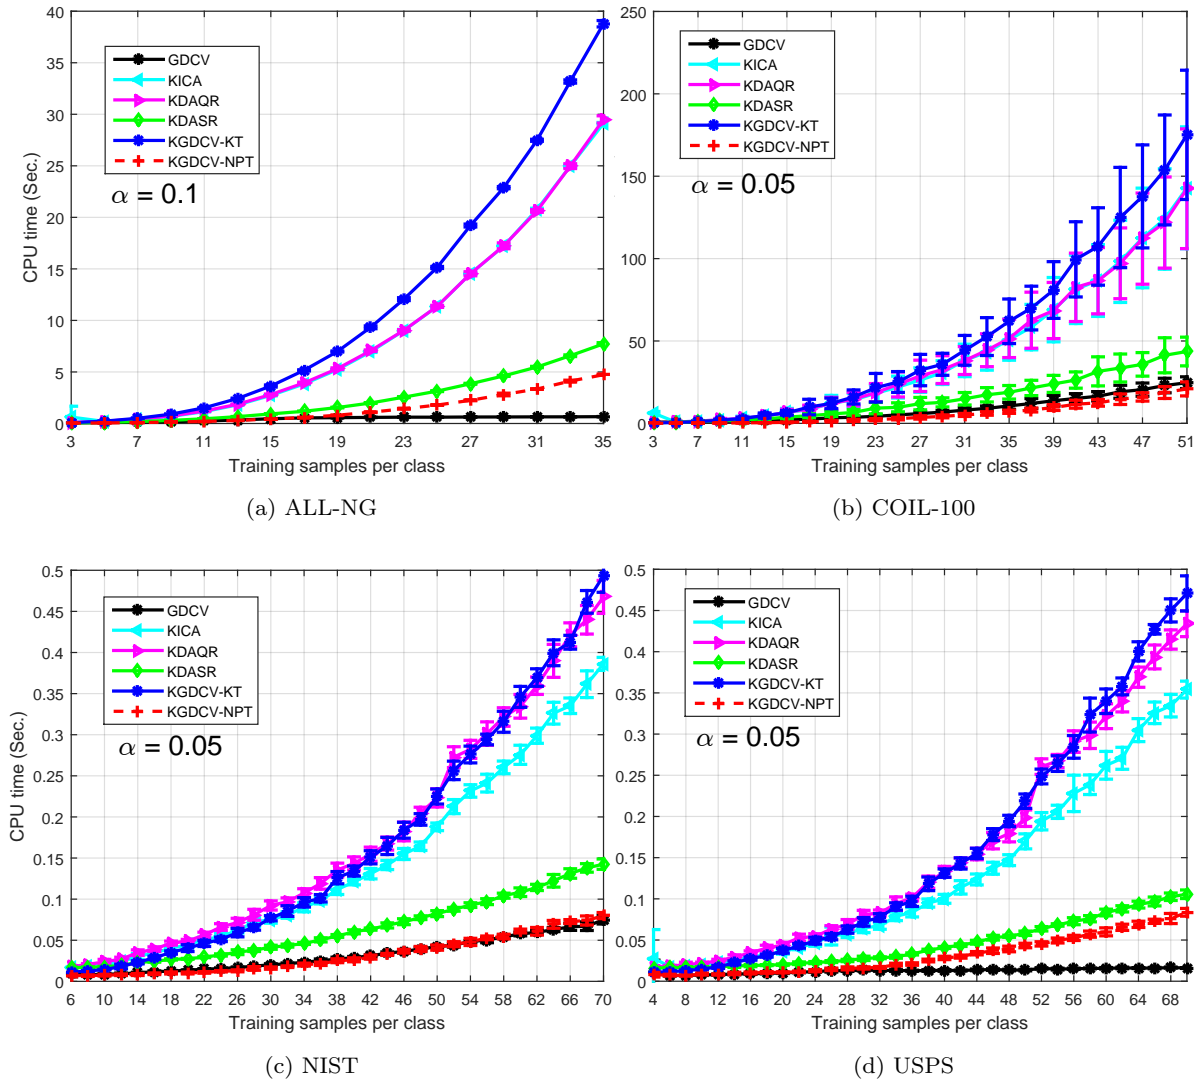 40
35
30
25
20
15
10
5
0
CPU time (Sec.)
GDCV
KICA
KDAQR
KDASR
KGDCV-KT
KGDCV-NPT
α = 0.1
3 7 11 15 19 23 27 31 35
Training samples per class
(a) ALL-NG
250
200
150
100
50
0
GDCV
KICA
KDAQR
KDASR
KGDCV-KT
KGDCV-NPT
α = 0.05
3 7 11 15 19 23 27 31 35 39 43 47 51
Training samples per class
(b) COIL-100
0.5
0.45
0.4
0.35
0.3
0.25
0.2
0.15
0.1
0.05
0
CPU time (Sec.)
GDCV
KICA
KDAQR
KDASR
KGDCV-KT
KGDCV-NPT
α = 0.05
6 10 14 18 22 26 30 34 38 42 46 50 54 58 62 66 70
Training samples per class
(c) NIST
0.5
0.45
0.4
0.35
0.3
0.25
0.2
0.15
0.1
0.05
0
GDCV
KICA
KDAQR
KDASR
KGDCV-KT
KGDCV-NPT
α = 0.05
4 8 12 16 20 24 28 32 36 40 44 48 52 56 60 64 68 70
Training samples per class
(d) USPS